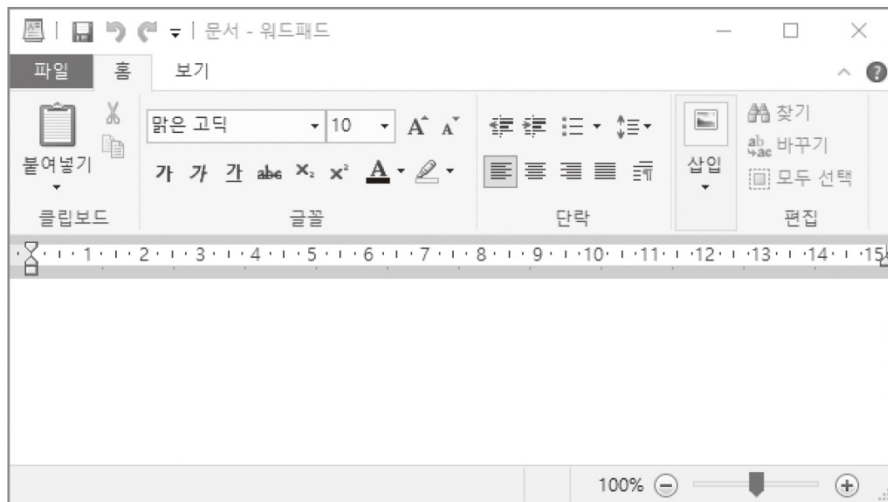 문서 - 워드패드
파일 홈 보기
붙여넣기
클립보드
맑은 고딕 10 A A
가 가 가 abc X₂ X² A
글꼴
단락
삽입
찾기
바꾸기
모두 선택
편집
1 2 3 4 5 6 7 8 9 10 11 12 13 14 15
100%